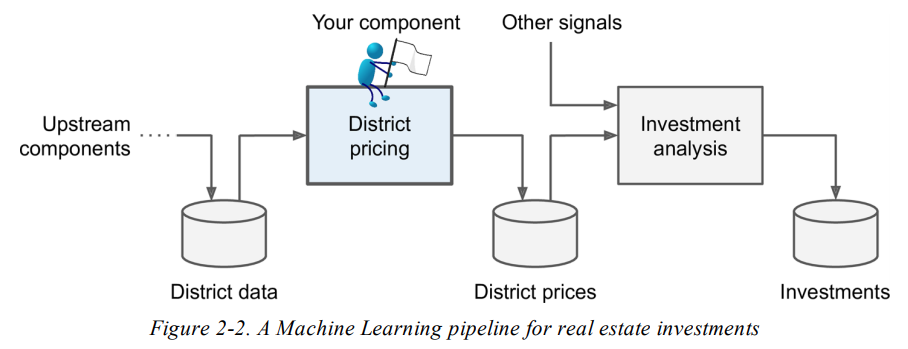 Your component
Other signals
Upstream
components
District
pricing
Investment
analysis
District data
District prices
Investments
Figure 2-2. A Machine Learning pipeline for real estate investments